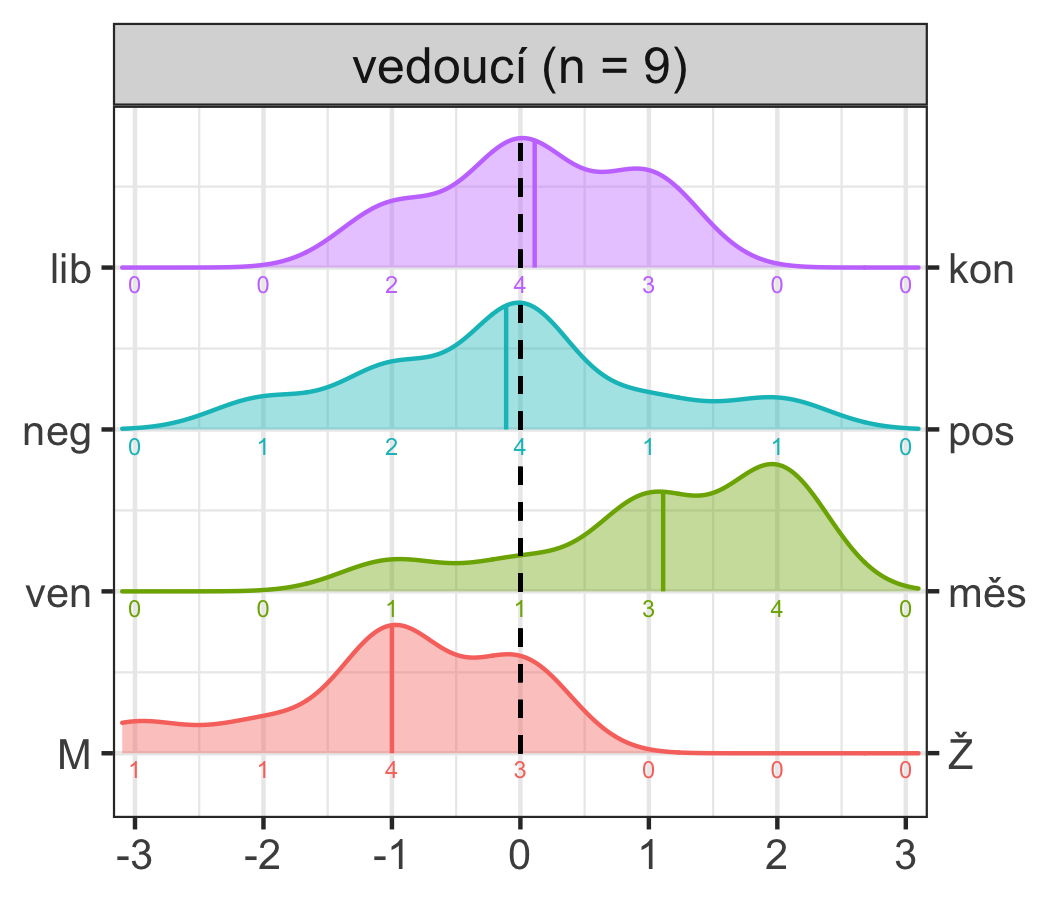 vedoucí (n = 9)
lib kon
0 0 2 4 3 0 0
neg pos
0 1 2 4 1 1 0
ven měs
0 0 1 1 3 4 0
M Ž
1 1 4 3 0 0 0
-3 -2 -1 0 1 2 3